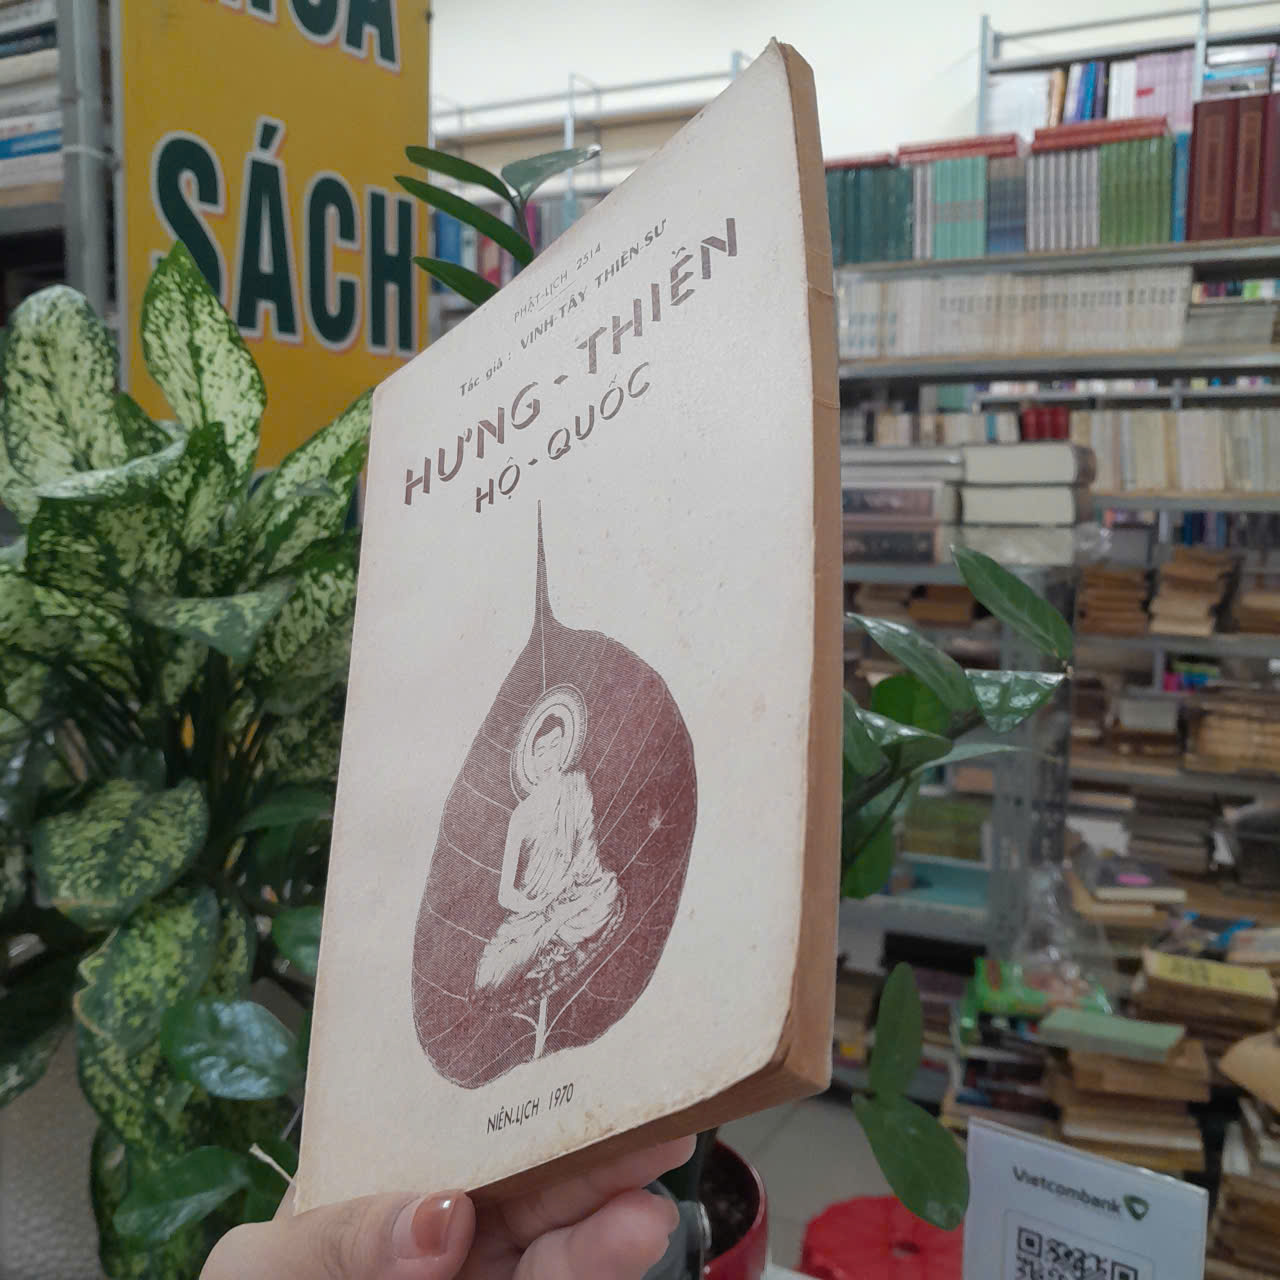 SÁCH
PHẬT-LỊCH 2514
Tác giả : VINH-TÂY THIỀN-SƯ
HƯNG - THIỀN
HỘ - QUỐC
NIÊN-LỊCH 1970
Vietcombank